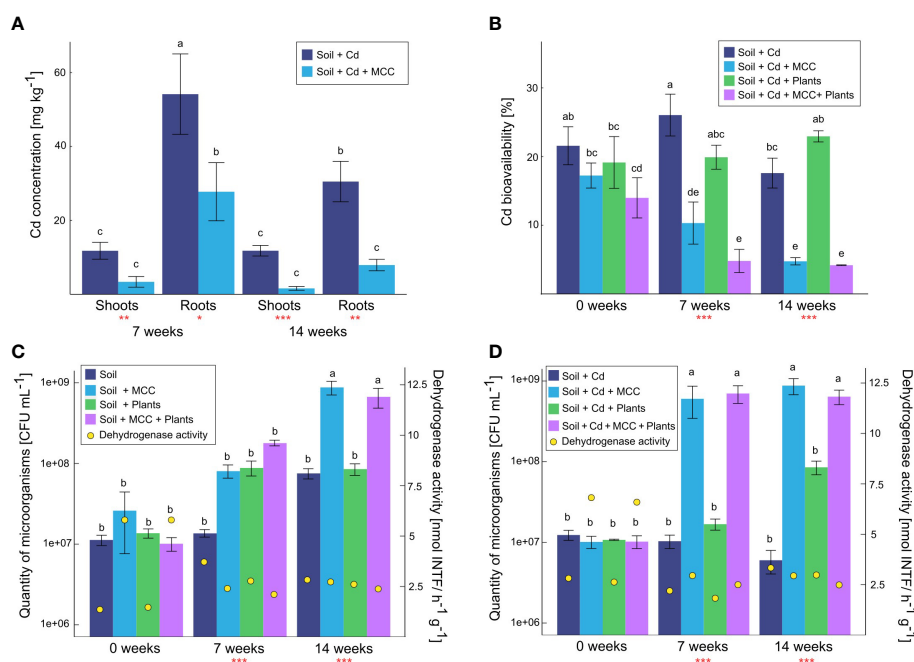 A
Cd concentration [mg kg⁻¹]
60
40
20
Soil + Cd
Soil + Cd + MCC
c
c
a
b
c
c
b
c
Shoots
Roots
Shoots
Roots
**
*
***
**
7 weeks
14 weeks
B
Cd bioavailability [%]
30
20
10
Soil + Cd
Soil + Cd + MCC
Soil + Cd + Plants
Soil + Cd + MCC+ Plants
ab
bc
bc
cd
a
de
abc
e
bc
e
ab
e
0 weeks
7 weeks
14 weeks
***
***
C
Quantity of microorganisms [CFU mL⁻¹]
1e+09
1e+08
1e+07
1e+06
Soil
Soil + MCC
Soil + Plants
Soil + MCC + Plants
Dehydrogenase activity
b
b
b
b
b
b
b
b
b
a
b
a
12.5
10
7.5
5
2.5
Dehydrogenase activity [nmol INTF/ h⁻¹ g⁻¹]
0 weeks
7 weeks
14 weeks
***
***
D
Quantity of microorganisms [CFU mL⁻¹]
1e+09
1e+08
1e+07
1e+06
Soil + Cd
Soil + Cd + MCC
Soil + Cd + Plants
Soil + Cd + MCC + Plants
Dehydrogenase activity
b
b
b
b
b
a
b
a
b
a
b
a
12.5
10
7.5
5
2.5
Dehydrogenase activity [nmol INTF/ h⁻¹ g⁻¹]
0 weeks
7 weeks
14 weeks
***
***